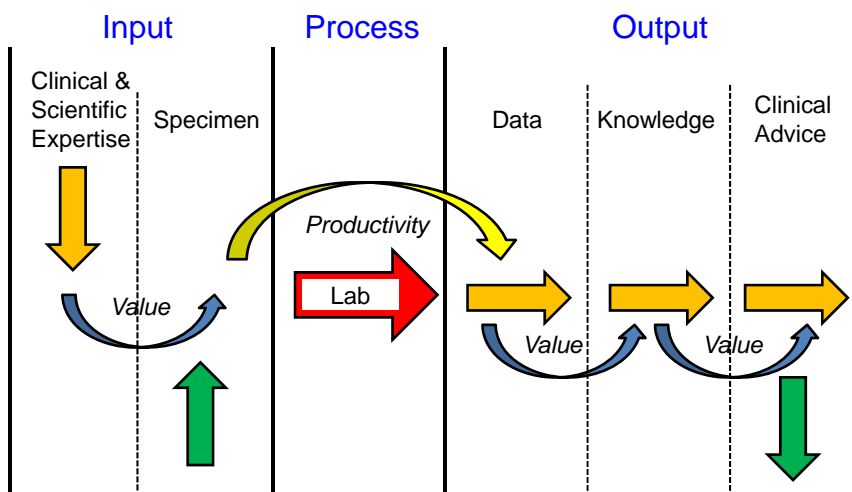 Input
Process
Output
Clinical &
Scientific
Expertise
Specimen
Data
Knowledge
Clinical
Advice
Productivity
Value
Lab
Value
Value